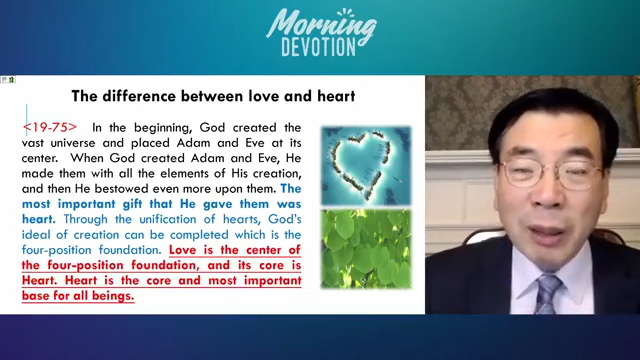 Morning
DEVOTION
The difference between love and heart
<19-75> In the beginning, God created the
vast universe and placed Adam and Eve at its
center. When God created Adam and Eve, He
made them with all the elements of His creation,
and then He bestowed even more upon them. The
most important gift that He gave them was
heart. Through the unification of hearts, God's
ideal of creation can be completed which is the
four-position foundation. Love is the center of
the four-position foundation, and its core is
Heart. Heart is the core and most important
base for all beings.